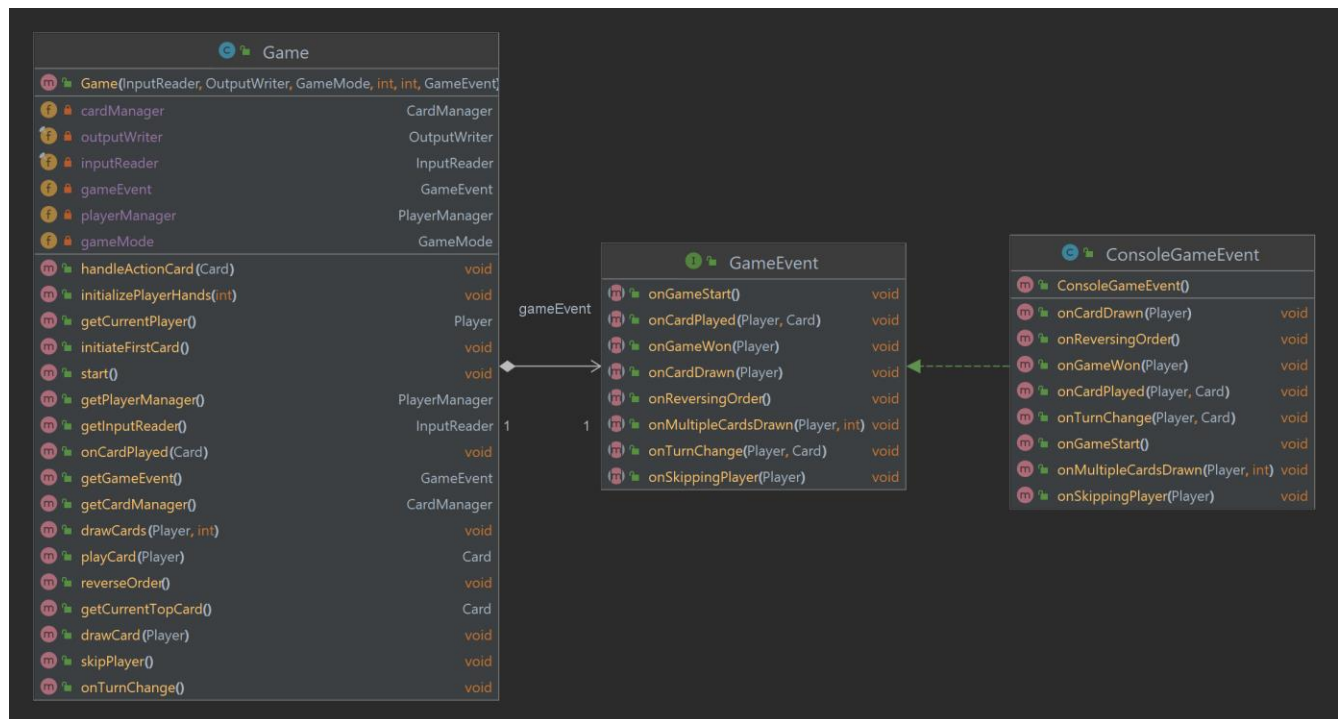 Game
Game(InputReader, OutputWriter, GameMode, int, int, GameEvent)
cardManager CardManager
outputWriter OutputWriter
inputReader InputReader
gameEvent GameEvent
playerManager PlayerManager
gameMode GameMode
handleActionCard(Card) void
initializePlayerHands(int) void
getCurrentPlayer() Player
initiateFirstCard() void
start() void
getPlayerManager() PlayerManager
getInputReader() InputReader
onCardPlayed(Card) void
getGameEvent() GameEvent
getCardManager() CardManager
drawCards(Player, int) void
playCard(Player) Card
reverseOrder() void
getCurrentTopCard() Card
drawCard(Player) void
skipPlayer() void
onTurnChange() void
gameEvent
1 1
GameEvent
onGameStart() void
onCardPlayed(Player, Card) void
onGameWon(Player) void
onCardDrawn(Player) void
onReversingOrder() void
onMultipleCardsDrawn(Player, int) void
onTurnChange(Player, Card) void
onSkippingPlayer(Player) void
ConsoleGameEvent
ConsoleGameEvent()
onCardDrawn(Player) void
onReversingOrder() void
onGameWon(Player) void
onCardPlayed(Player, Card) void
onTurnChange(Player, Card) void
onGameStart() void
onMultipleCardsDrawn(Player, int) void
onSkippingPlayer(Player) void